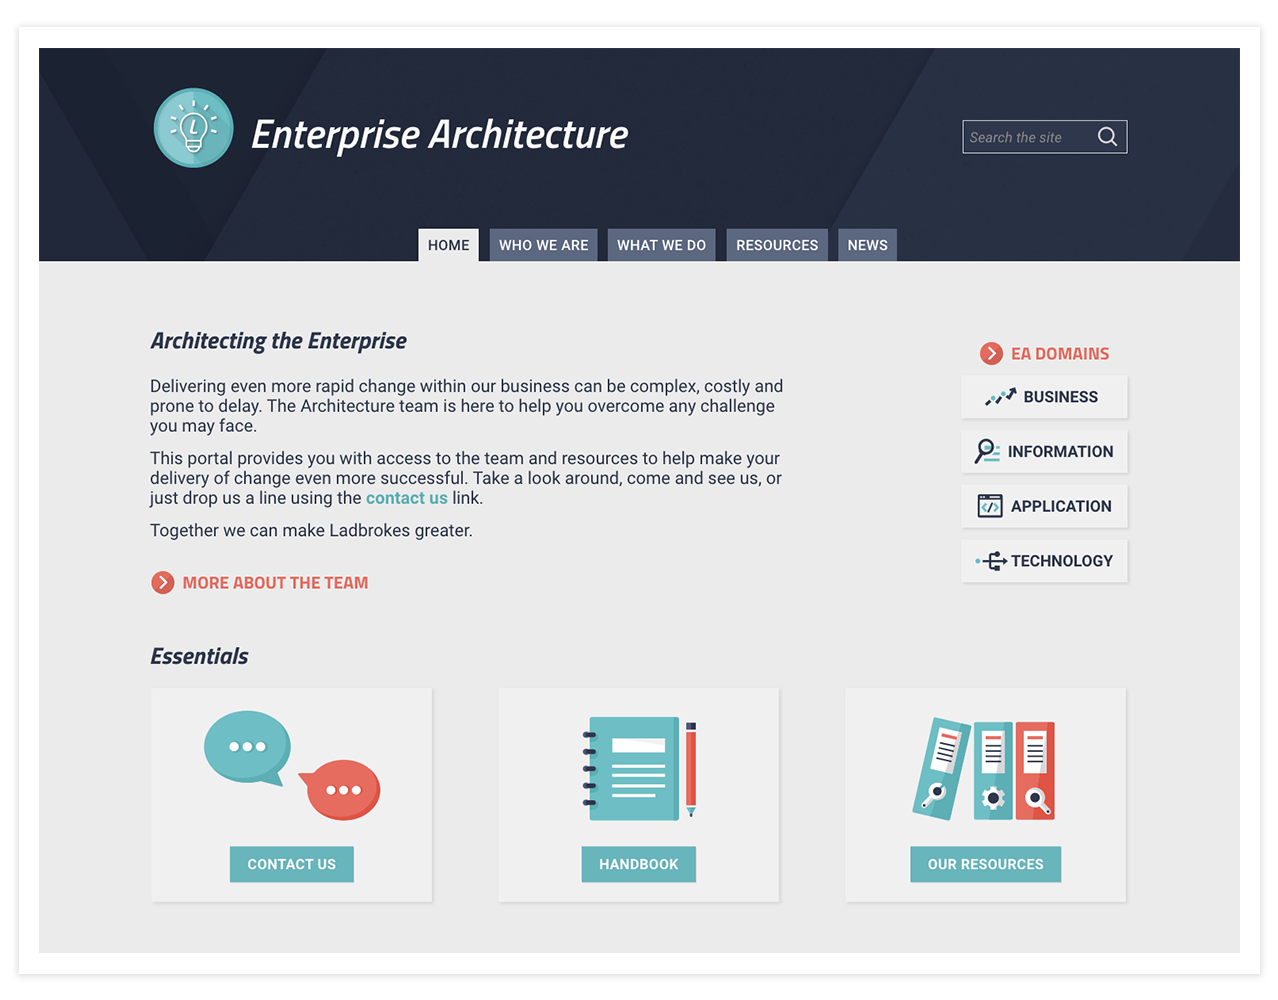 L
Enterprise Architecture
Search the site
HOME
WHO WE ARE
WHAT WE DO
RESOURCES
NEWS
Architecting the Enterprise
Delivering even more rapid change within our business can be complex, costly and
prone to delay. The Architecture team is here to help you overcome any challenge
you may face.
This portal provides you with access to the team and resources to help make your
delivery of change even more successful. Take a look around, come and see us, or
just drop us a line using the contact us link.
Together we can make Ladbrokes greater.
MORE ABOUT THE TEAM
EA DOMAINS
BUSINESS
INFORMATION
APPLICATION
TECHNOLOGY
Essentials
CONTACT US
HANDBOOK
OUR RESOURCES